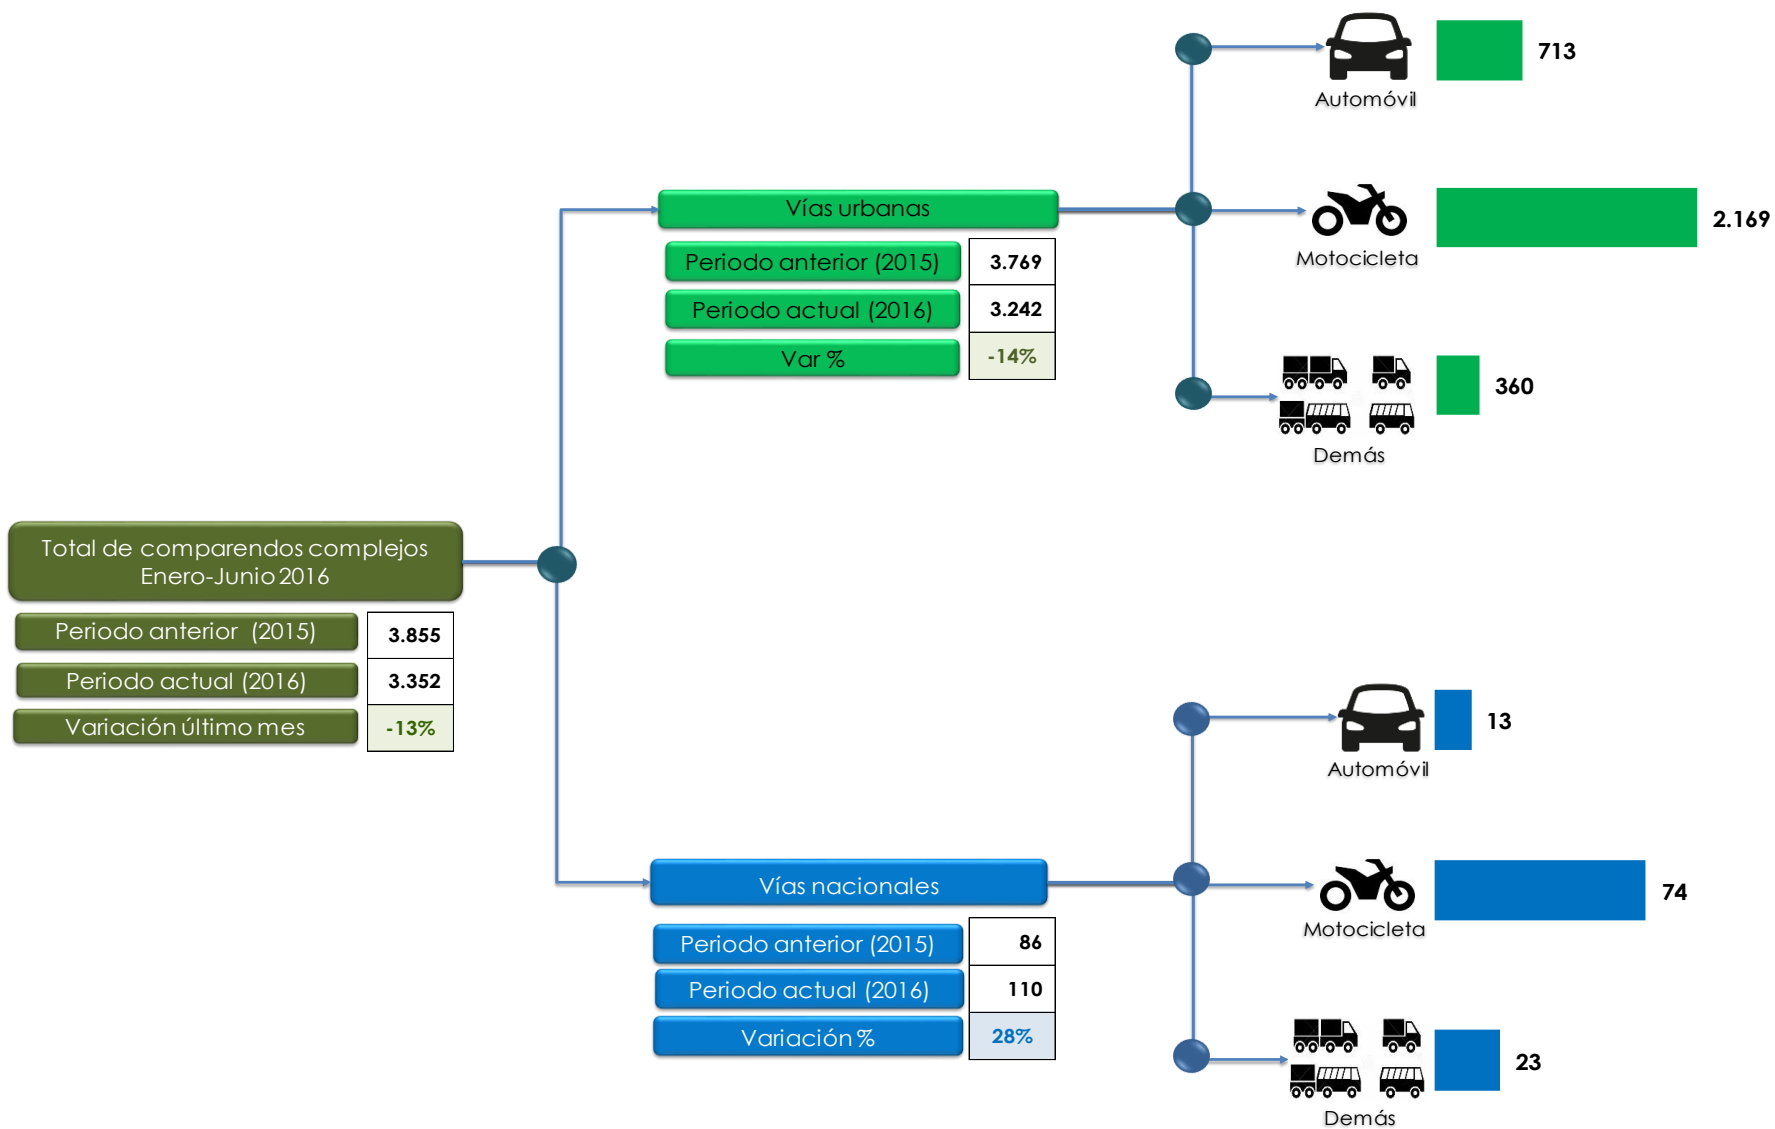 Total de comparendos complejos
Enero-Junio 2016
Periodo anterior (2015) 3.855
Periodo actual (2016) 3.352
Variación último mes -13%
Vías urbanas
Periodo anterior (2015) 3.769
Periodo actual (2016) 3.242
Var % -14%
713
Automóvil
2.169
Motocicleta
360
Demás
Vías nacionales
Periodo anterior (2015) 86
Periodo actual (2016) 110
Variación % 28%
13
Automóvil
74
Motocicleta
23
Demás